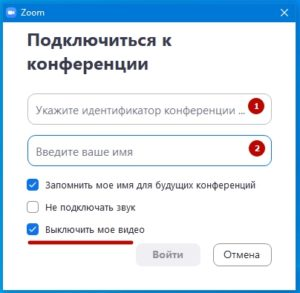 Zoom
Подключиться к
конференции
Укажите идентификатор конференции ... 1
Введите ваше имя 2
Запомнить мое имя для будущих конференций
Не подключать звук
Выключить мое видео
Войти Отмена